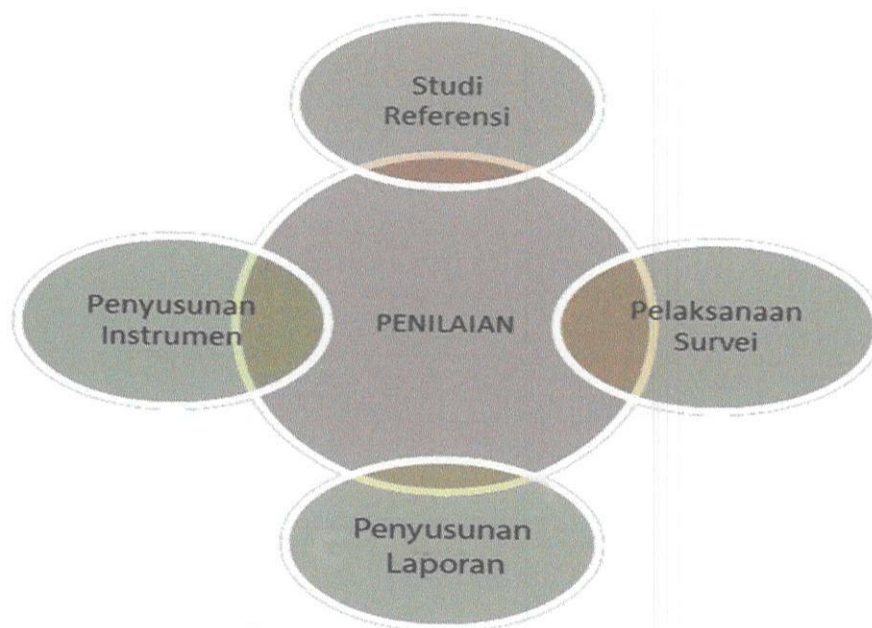 Studi
Referensi
Penyusunan
Instrumen
PENILAIAN
Pelaksanaan
Survei
Penyusunan
Laporan